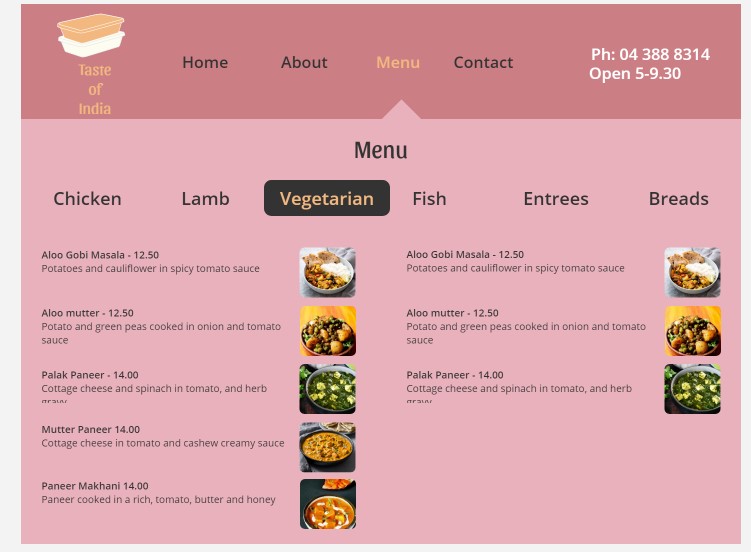 Taste
of
India
Home
About
Menu
Contact
Ph: 04 388 8314
Open 5-9.30
Menu
Chicken
Lamb
Vegetarian
Fish
Entrees
Breads
Aloo Gobi Masala - 12.50
Potatoes and cauliflower in spicy tomato sauce
Aloo mutter - 12.50
Potato and green peas cooked in onion and tomato
sauce
Palak Paneer - 14.00
Cottage cheese and spinach in tomato, and herb
gravy
Mutter Paneer 14.00
Cottage cheese in tomato and cashew creamy sauce
Paneer Makhani 14.00
Paneer cooked in a rich, tomato, butter and honey
Aloo Gobi Masala - 12.50
Potatoes and cauliflower in spicy tomato sauce
Aloo mutter - 12.50
Potato and green peas cooked in onion and tomato
sauce
Palak Paneer - 14.00
Cottage cheese and spinach in tomato, and herb
gravy